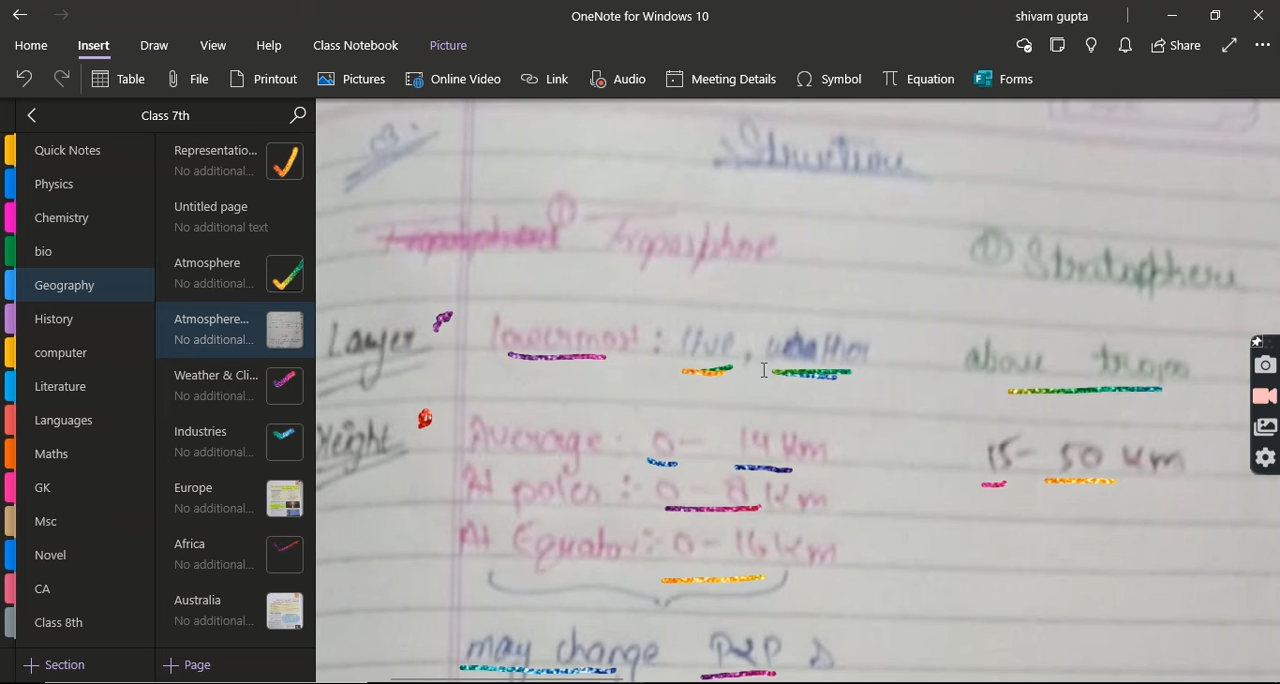 OneNote for Windows 10
shivam gupta
Home Insert Draw View Help Class Notebook Picture
Share
Table File Printout Pictures Online Video Link Audio Meeting Details Symbol Equation Forms
Class 7th
Quick Notes
Physics
Chemistry
bio
Geography
History
computer
Literature
Languages
Maths
GK
Msc
Novel
CA
Class 8th
Section
Representatio...
No additional...
Untitled page
No additional text
Atmosphere
No additional...
Atmosphere...
No additional...
Weather & Cli...
No additional...
Industries
No additional...
Europe
No additional...
Africa
No additional...
Australia
No additional...
Page
Structure
① Troposphere
① Stratosphere
Layer lowermost : live, whather above tropo
Height Average : 0 - 14 km 15 - 50 km
At poles : - 0 - 8 km
At Equator : - 0 - 16 km
may change P2P